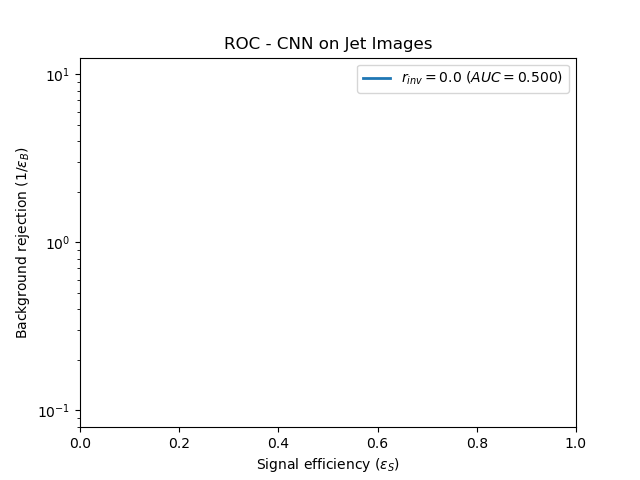 ROC - CNN on Jet Images
r_inv = 0.0 (AUC = 0.500)
Background rejection (1/ε_B)
10^1
10^0
10^-1
0.0 0.2 0.4 0.6 0.8 1.0
Signal efficiency (ε_S)